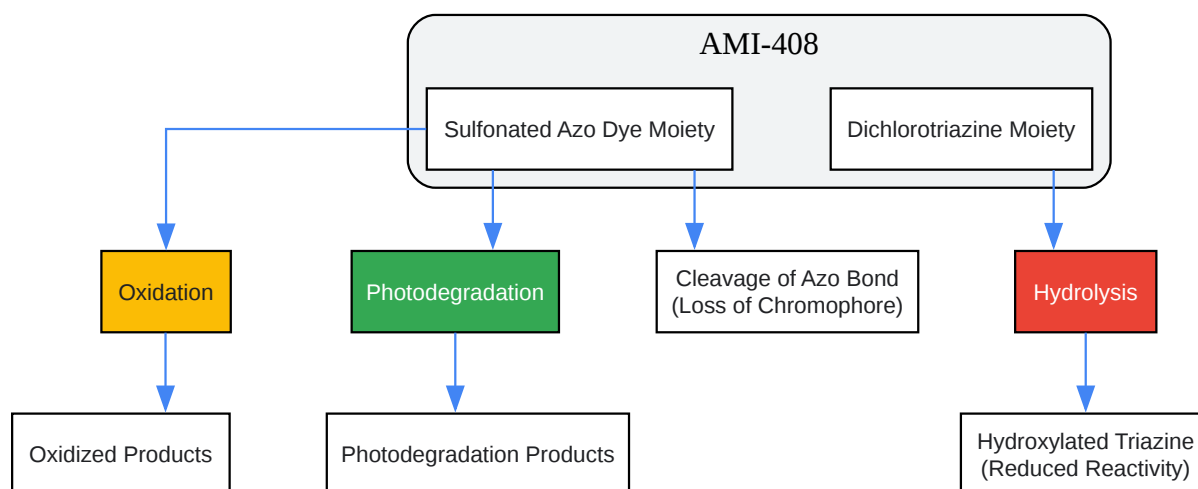 AMI-408
Sulfonated Azo Dye Moiety
Dichlorotriazine Moiety
Oxidation
Photodegradation
Cleavage of Azo Bond
(Loss of Chromophore)
Hydrolysis
Oxidized Products
Photodegradation Products
Hydroxylated Triazine
(Reduced Reactivity)